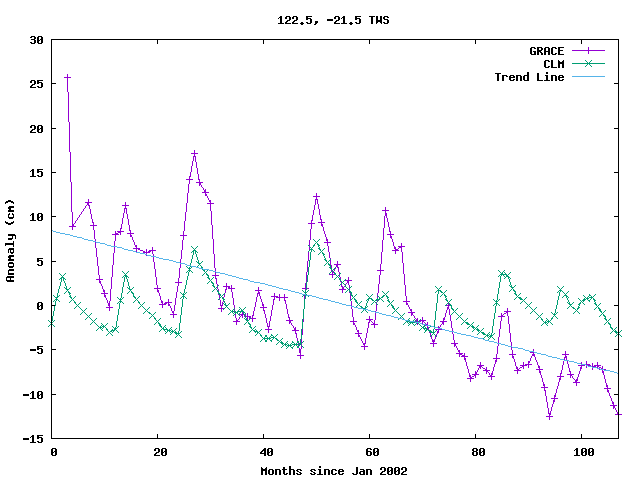 122.5, -21.5 TWS
GRACE
CLM
Trend Line
30
25
20
15
10
5
0
-5
-10
-15
Anomaly (cm)
0 20 40 60 80 100
Months since Jan 2002